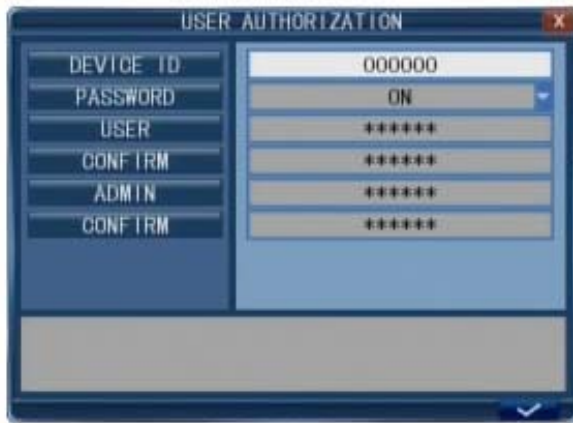 USER AUTHORIZATION X
DEVICE ID 000000
PASSWORD ON
USER ******
CONFIRM ******
ADMIN ******
CONFIRM ******